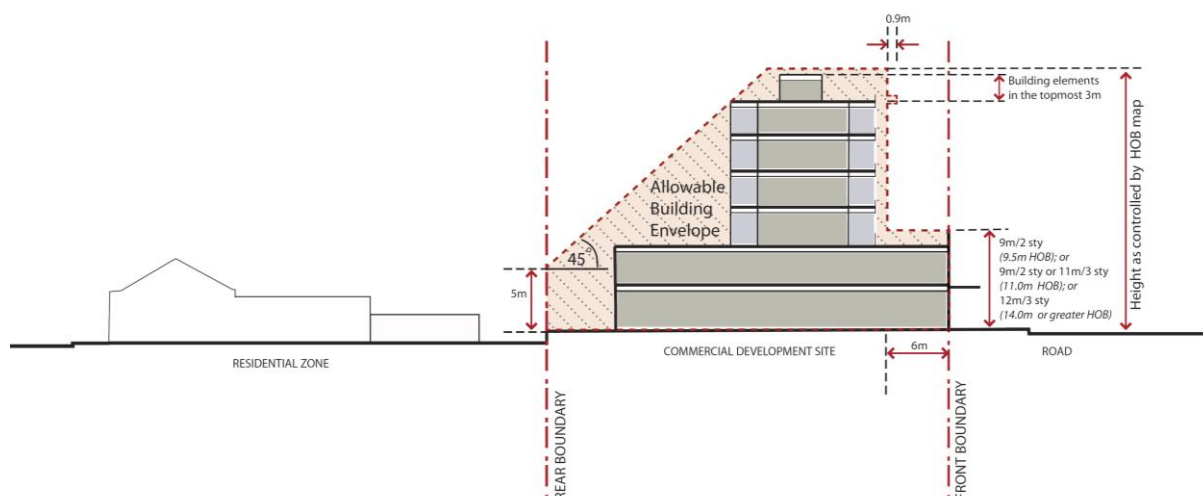 0.9m
Building elements
in the topmost 3m
Height as controlled by HOB map
Allowable
Building
Envelope
45°
5m
9m/2 sty
(9.5m HOB); or
9m/2 sty or 11m/3 sty
(11.0m HOB); or
12m/3 sty
(14.0m or greater HOB)
RESIDENTIAL ZONE
COMMERCIAL DEVELOPMENT SITE
6m
ROAD
REAR BOUNDARY
FRONT BOUNDARY